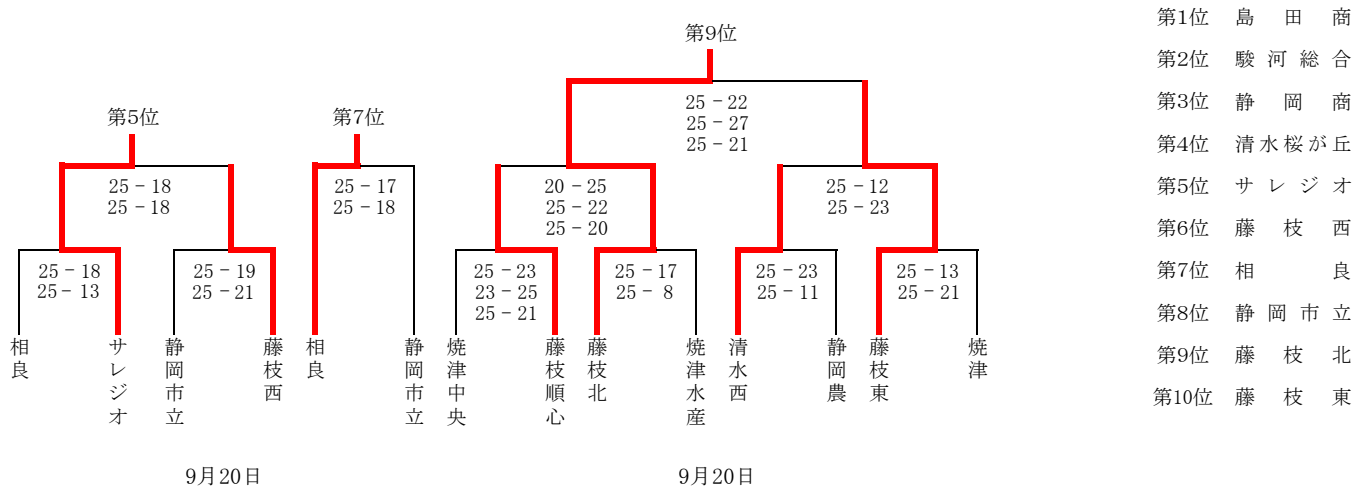 第5位
25－18
25－18
25－18
25－13
25－19
25－21
相良
サレジオ
静岡市立
藤枝西
第7位
25－17
25－18
相良
静岡市立
9月20日
第9位
25－22
25－27
25－21
20－25
25－22
25－20
25－12
25－23
25－23
23－25
25－21
25－17
25－ 8
25－23
25－11
25－13
25－21
焼津中央
藤枝順心
藤枝北
焼津水産
清水西
静岡農
藤枝東
焼津
9月20日
第1位 島田商
第2位 駿河総合
第3位 静岡商
第4位 清水桜が丘
第5位 サレジオ
第6位 藤枝西
第7位 相良
第8位 静岡市立
第9位 藤枝北
第10位 藤枝東